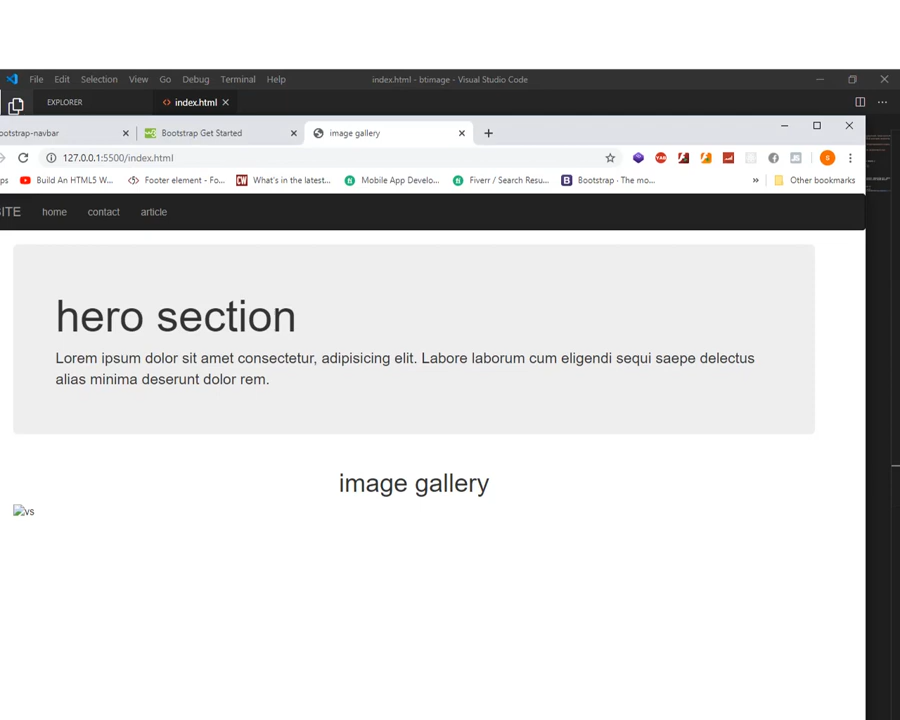 File Edit Selection View Go Debug Terminal Help index.html - btimage - Visual Studio Code
EXPLORER index.html
ootstrap-navbar Bootstrap Get Started image gallery
127.0.0.1:5500/index.html
ps Build An HTML5 W... Footer element - Fo... What's in the latest... Mobile App Develo... Fiverr / Search Resu... Bootstrap · The mo... » Other bookmarks
SITE home contact article
hero section
Lorem ipsum dolor sit amet consectetur, adipisicing elit. Labore laborum cum eligendi sequi saepe delectus
alias minima deserunt dolor rem.
image gallery
vs